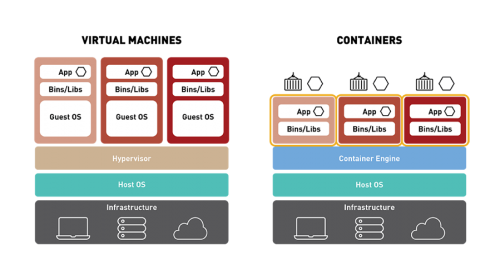 VIRTUAL MACHINES
App
App
App
Bins/Libs
Bins/Libs
Bins/Libs
Guest OS
Guest OS
Guest OS
Hypervisor
Host OS
Infrastructure
CONTAINERS
App
App
App
Bins/Libs
Bins/Libs
Bins/Libs
Container Engine
Host OS
Infrastructure